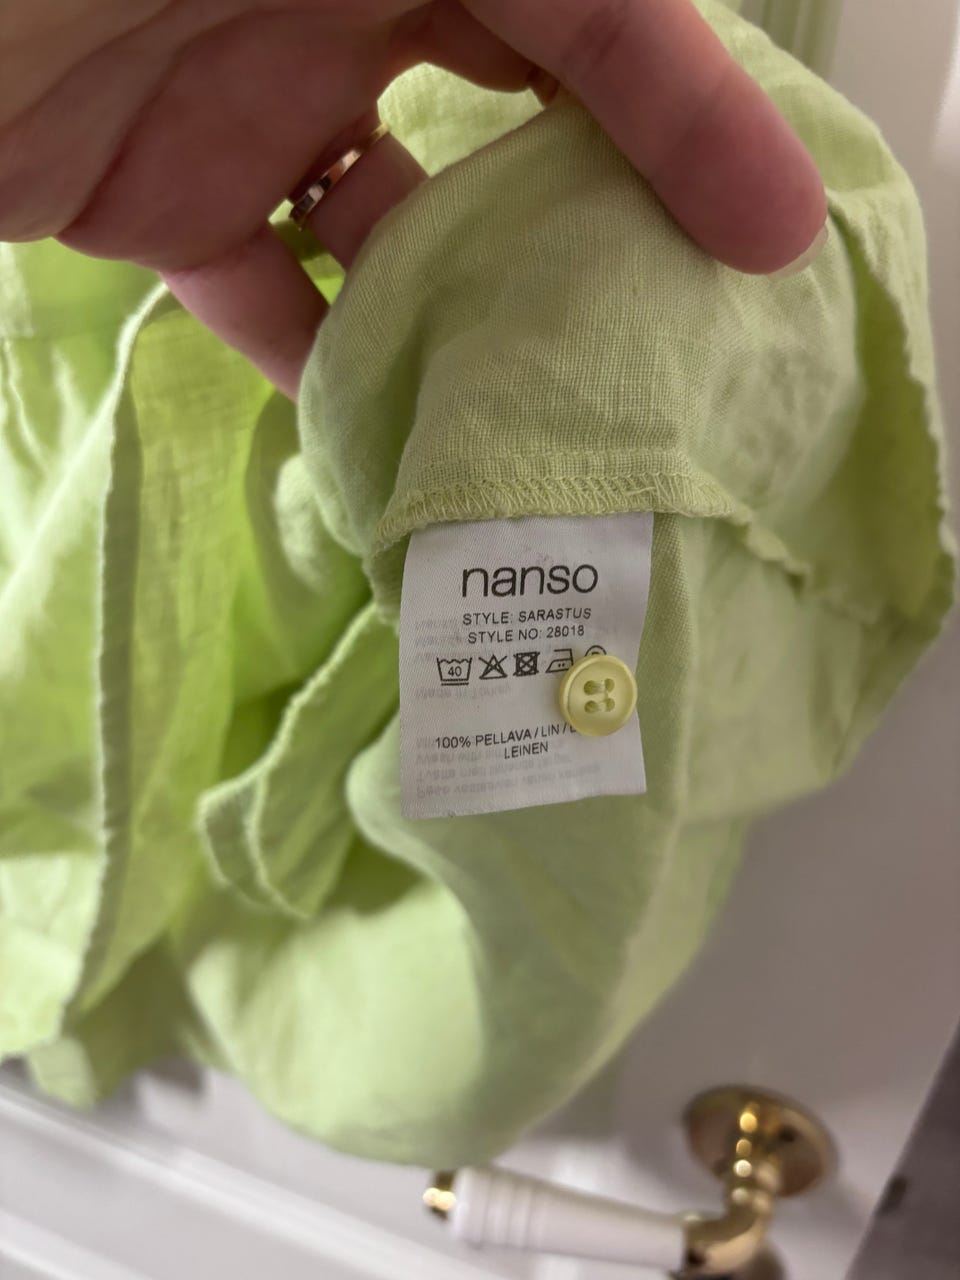 nanso
STYLE: SARASTUS
STYLE NO: 28018
40
100% PELLAVA / LIN /
LEINEN